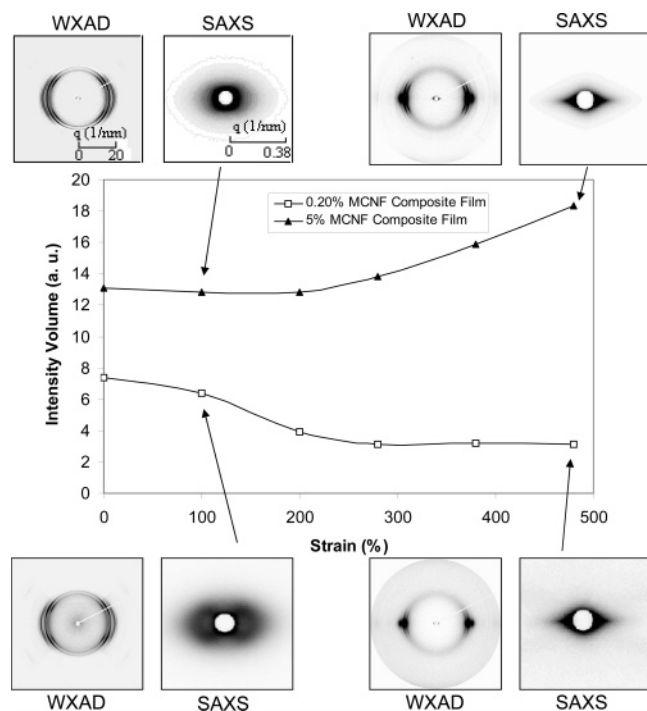 WXAD SAXS WXAD SAXS
q (1/nm) q (1/nm)
0 20 0 0.38
20
18
16
14
12
10
8
6
4
2
0
Intensity Volume (a. u.)
0.20% MCNF Composite Film
5% MCNF Composite Film
0 100 200 300 400 500
Strain (%)
WXAD SAXS WXAD SAXS